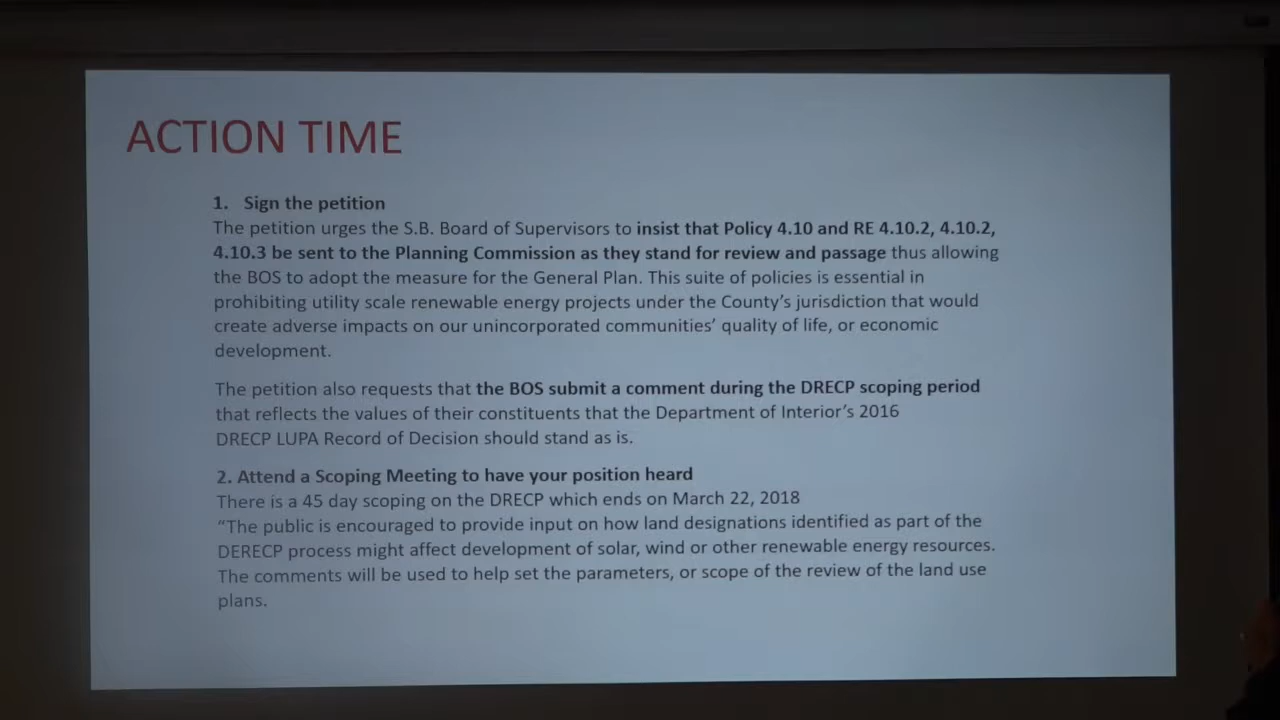 ACTION TIME
1. Sign the petition
The petition urges the S.B. Board of Supervisors to insist that Policy 4.10 and RE 4.10.2, 4.10.2,
4.10.3 be sent to the Planning Commission as they stand for review and passage thus allowing
the BOS to adopt the measure for the General Plan. This suite of policies is essential in
prohibiting utility scale renewable energy projects under the County's jurisdiction that would
create adverse impacts on our unincorporated communities' quality of life, or economic
development.
The petition also requests that the BOS submit a comment during the DRECP scoping period
that reflects the values of their constituents that the Department of Interior's 2016
DRECP LUPA Record of Decision should stand as is.
2. Attend a Scoping Meeting to have your position heard
There is a 45 day scoping on the DRECP which ends on March 22, 2018
“The public is encouraged to provide input on how land designations identified as part of the
DERECP process might affect development of solar, wind or other renewable energy resources.
The comments will be used to help set the parameters, or scope of the review of the land use
plans.